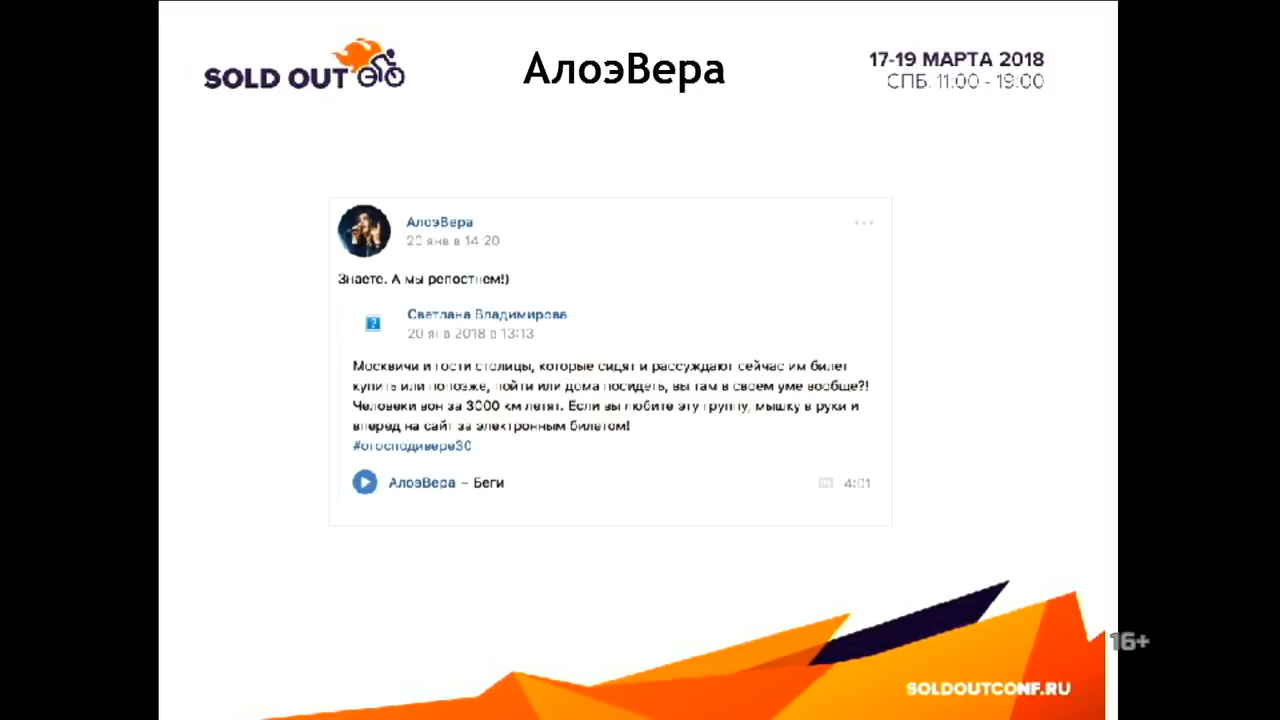 SOLD OUT
АлоэВера
17-19 МАРТА 2018
СПБ. 11:00 - 19:00
АлоэВера
20 янв в 14:20
Знаете. А мы репостнем!)
Светлана Владимирова
20 янв 2018 в 13:13
Москвичи и гости столицы, которые сидят и рассуждают сейчас им билет
купить или попозже, пойти или дома посидеть, вы там в своем уме вообще?!
Человеки вон за 3000 км летят. Если вы любите эту группу, мышку в руки и
вперед на сайт за электронным билетом!
#огосподивере30
АлоэВера – Беги
HQ 4:01
16+
SOLDOUTCONF.RU